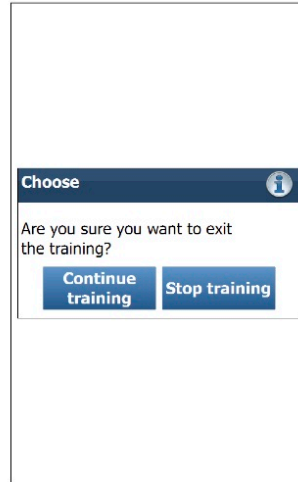 Choose
Are you sure you want to exit
the training?
Continue
training
Stop training